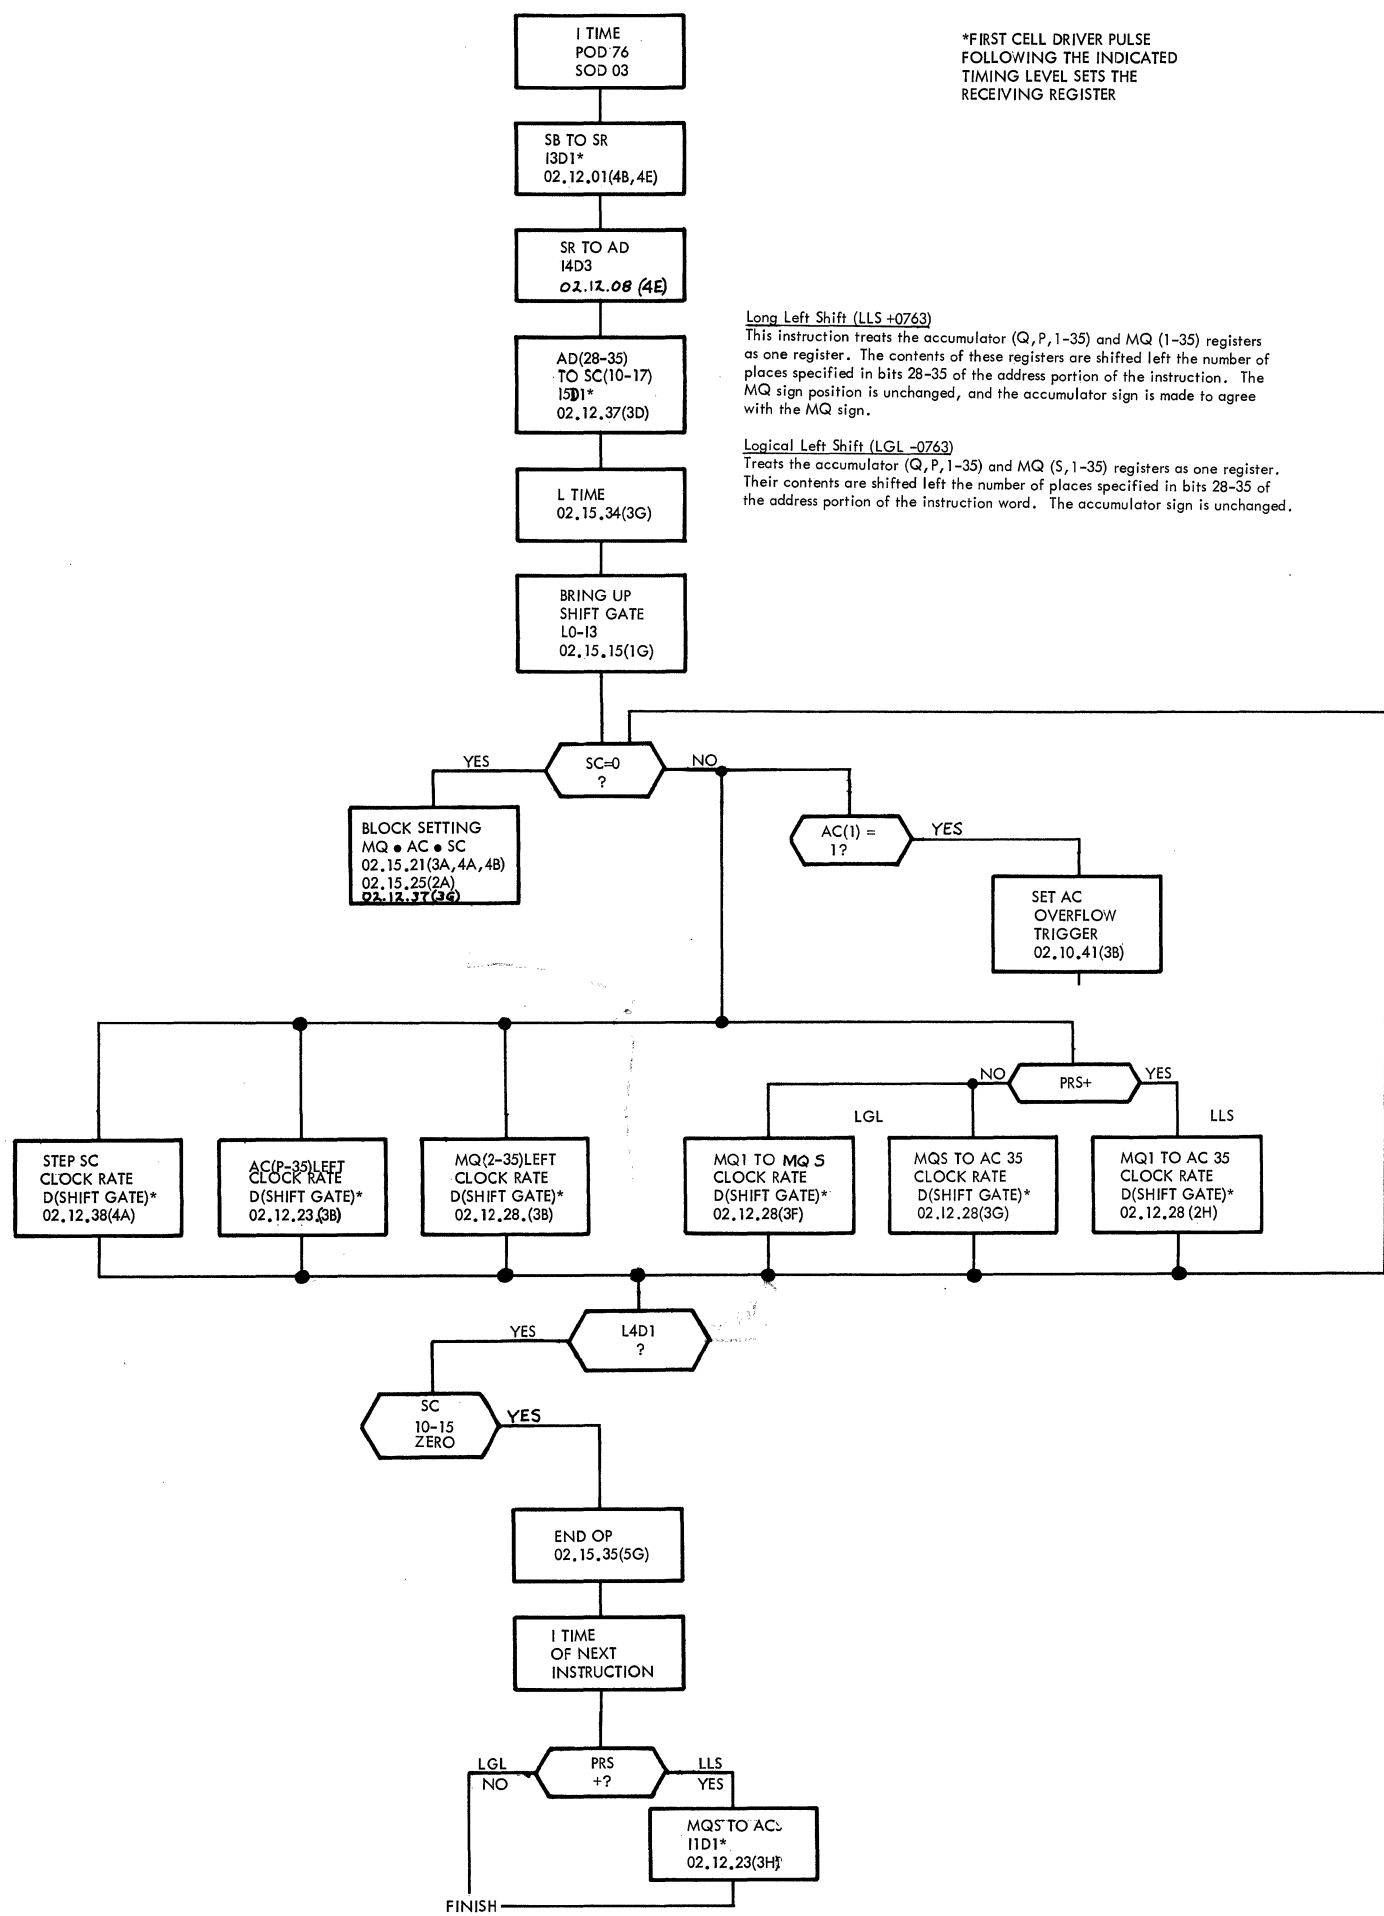 I TIME
POD 76
SOD 03
*FIRST CELL DRIVER PULSE
FOLLOWING THE INDICATED
TIMING LEVEL SETS THE
RECEIVING REGISTER
SB TO SR
I3D1*
02.12.01(4B,4E)
SR TO AD
I4D3
02.12.08 (4E)
Long Left Shift (LLS +0763)
This instruction treats the accumulator (Q,P,1-35) and MQ (1-35) registers
as one register. The contents of these registers are shifted left the number of
places specified in bits 28-35 of the address portion of the instruction. The
MQ sign position is unchanged, and the accumulator sign is made to agree
with the MQ sign.
AD(28-35)
TO SC(10-17)
I5D1*
02.12.37(3D)
Logical Left Shift (LGL -0763)
Treats the accumulator (Q,P,1-35) and MQ (S,1-35) registers as one register.
Their contents are shifted left the number of places specified in bits 28-35 of
the address portion of the instruction word. The accumulator sign is unchanged.
L TIME
02.15.34(3G)
BRING UP
SHIFT GATE
L0-I3
02.15.15(1G)
YES
SC=0
?
NO
BLOCK SETTING
MQ ● AC ● SC
02.15.21(3A,4A,4B)
02.15.25(2A)
02.12.37(3G)
AC(1) =
1?
YES
SET AC
OVERFLOW
TRIGGER
02.10.41(3B)
NO
PRS+
YES
LGL
LLS
STEP SC
CLOCK RATE
D(SHIFT GATE)*
02.12.38(4A)
AC(P-35)LEFT
CLOCK RATE
D(SHIFT GATE)*
02.12.23.(3B)
MQ(2-35)LEFT
CLOCK RATE
D(SHIFT GATE)*
02.12.28.(3B)
MQ1 TO MQ S
CLOCK RATE
D(SHIFT GATE)*
02.12.28(3F)
MQS TO AC 35
CLOCK RATE
D(SHIFT GATE)*
02.12.28(3G)
MQ1 TO AC 35
CLOCK RATE
D(SHIFT GATE)*
02.12.28 (2H)
YES
L4D1
?
SC
10-15
ZERO
YES
END OP
02.15.35(5G)
I TIME
OF NEXT
INSTRUCTION
LGL
NO
PRS
+?
LLS
YES
MQS TO ACS
I1D1*
02.12.23(3H)
FINISH